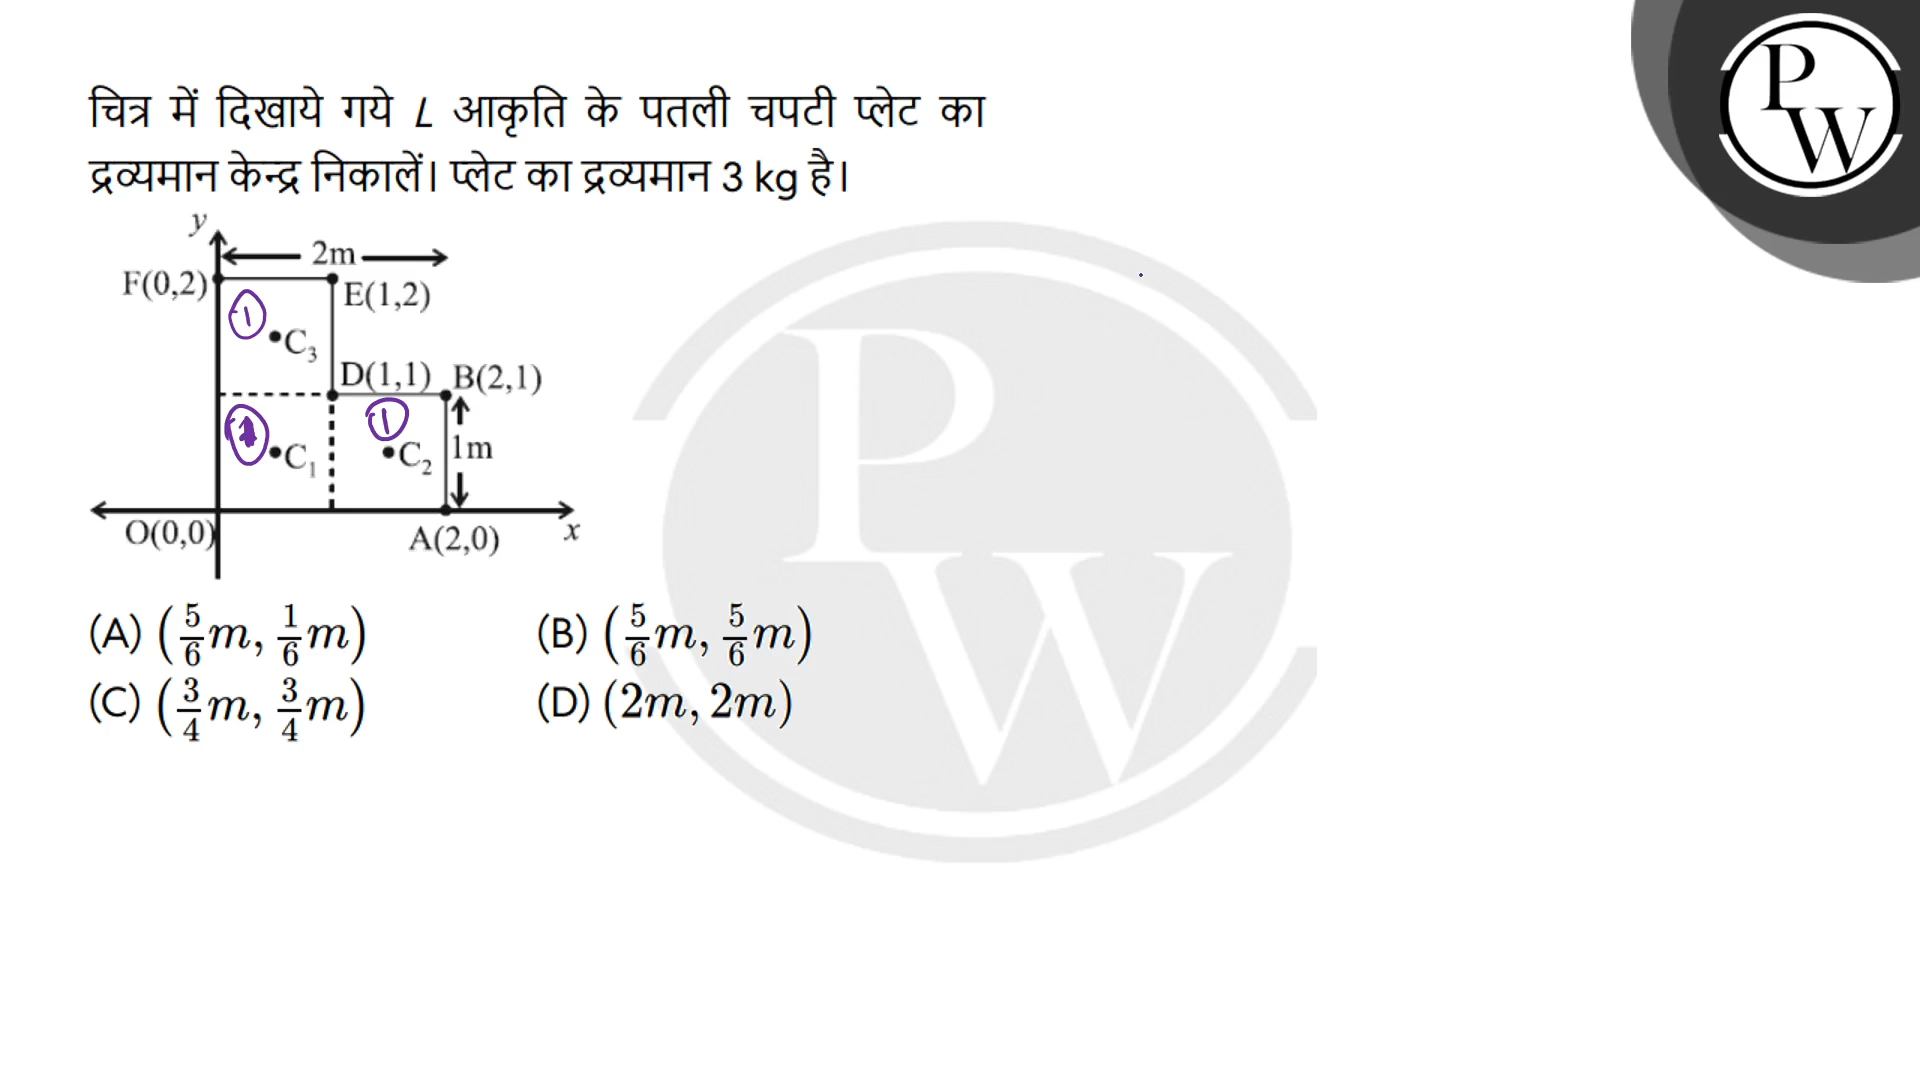 P
W
चित्र में दिखाये गये L आकृति के पतली चपटी प्लेट का
द्रव्यमान केन्द्र निकालें। प्लेट का द्रव्यमान 3 kg है।
y
2m
F(0,2)
E(1,2)
1
C₃
D(1,1) B(2,1)
1
1
C₁
C₂
1m
O(0,0)
A(2,0)
x
(A) (5/6 m, 1/6 m) (B) (5/6 m, 5/6 m)
(C) (3/4 m, 3/4 m) (D) (2m, 2m)
P
W